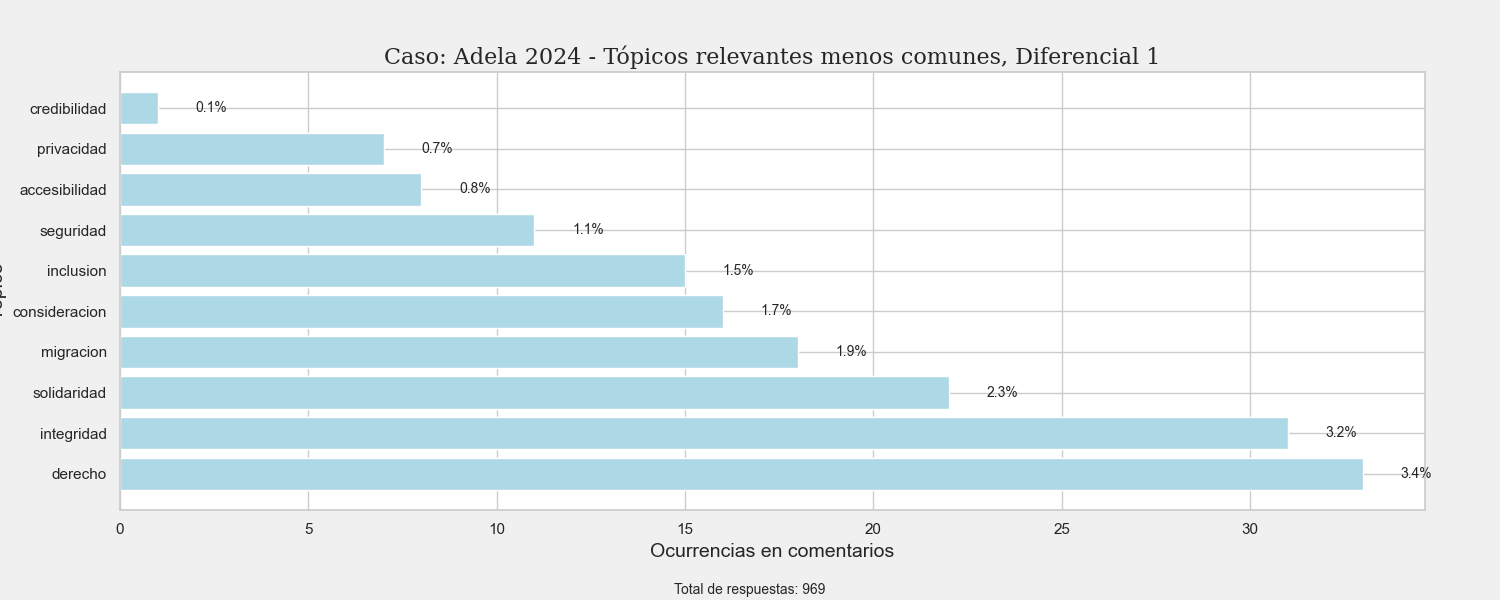 Caso: Adela 2024 - Tópicos relevantes menos comunes, Diferencial 1
credibilidad 0.1%
privacidad 0.7%
accesibilidad 0.8%
seguridad 1.1%
inclusion 1.5%
consideracion 1.7%
migracion 1.9%
solidaridad 2.3%
integridad 3.2%
derecho 3.4%
0 5 10 15 20 25 30
Ocurrencias en comentarios
Total de respuestas: 969